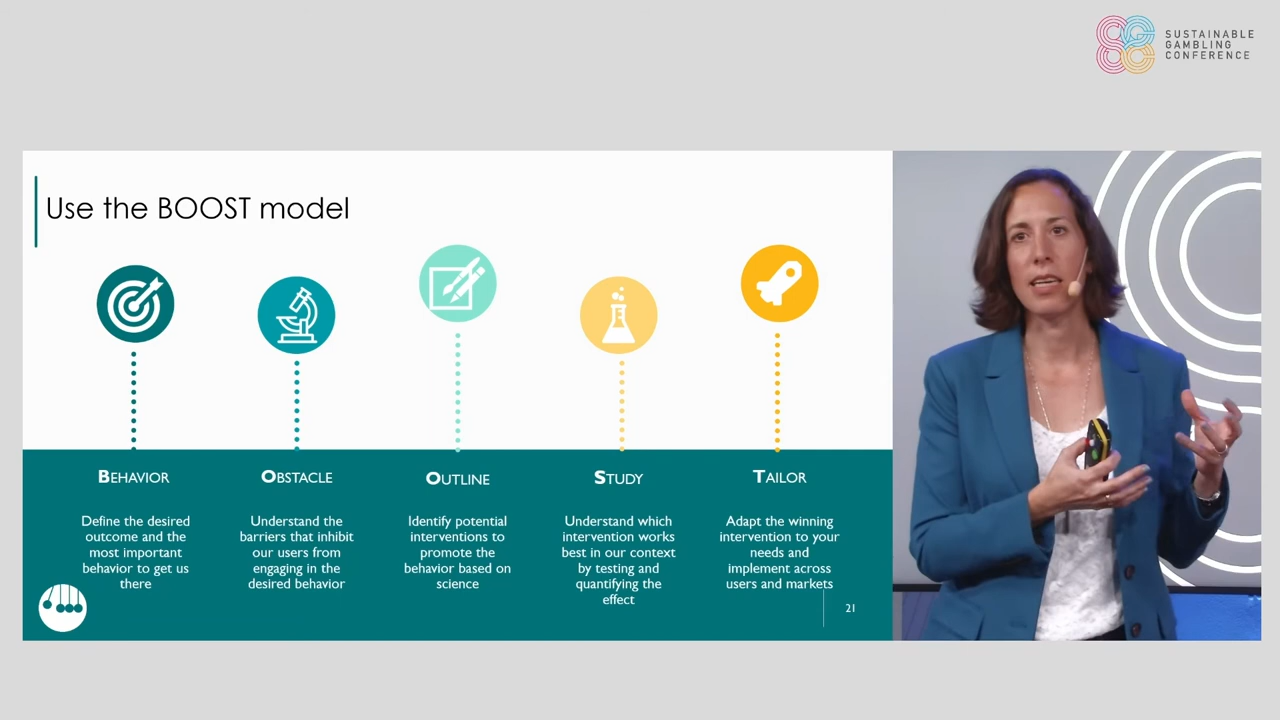 SUSTAINABLE
GAMBLING
CONFERENCE
Use the BOOST model
BEHAVIOR
Define the desired
outcome and the
most important
behavior to get us
there
OBSTACLE
Understand the
barriers that inhibit
our users from
engaging in the
desired behavior
OUTLINE
Identify potential
interventions to
promote the
behavior based on
science
STUDY
Understand which
intervention works
best in our context
by testing and
quantifying the
effect
TAILOR
Adapt the winning
intervention to your
needs and
implement across
users and markets
21